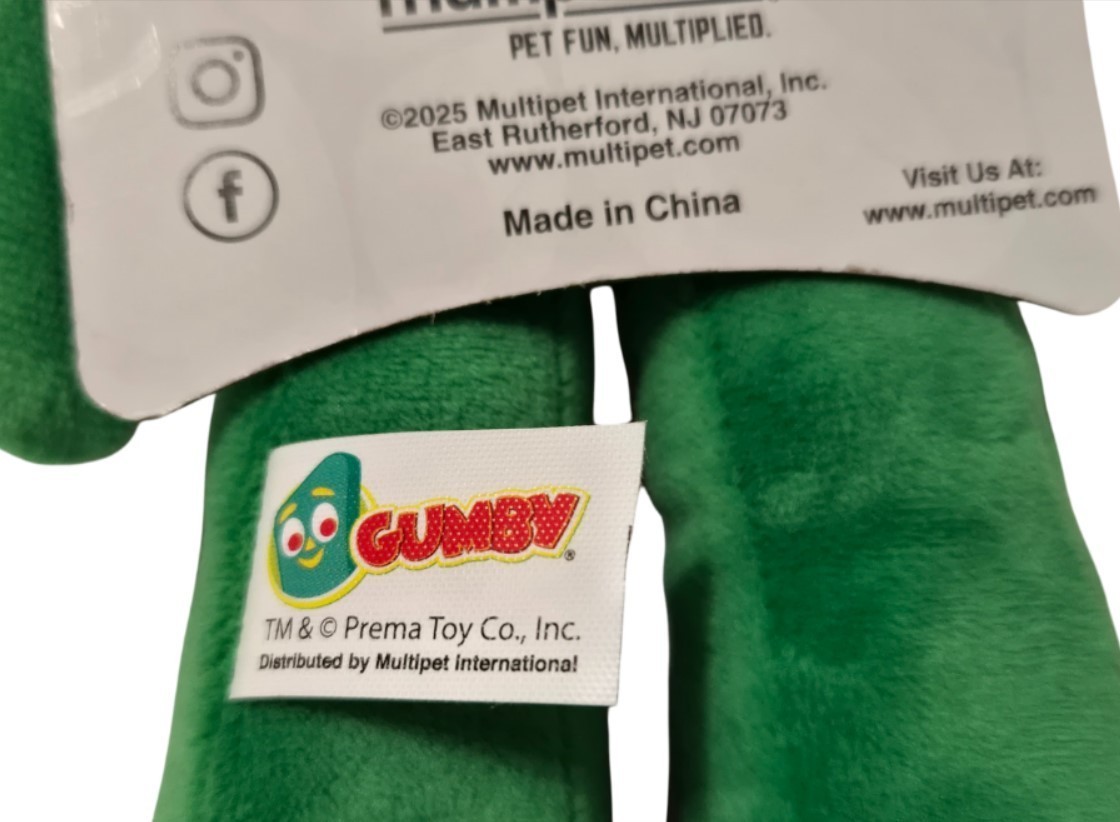 PET FUN, MULTIPLIED.
©2025 Multipet International, Inc.
East Rutherford, NJ 07073
www.multipet.com
Made in China
Visit Us At:
www.multipet.com
GUMBY®
TM & © Prema Toy Co., Inc.
Distributed by Multipet International